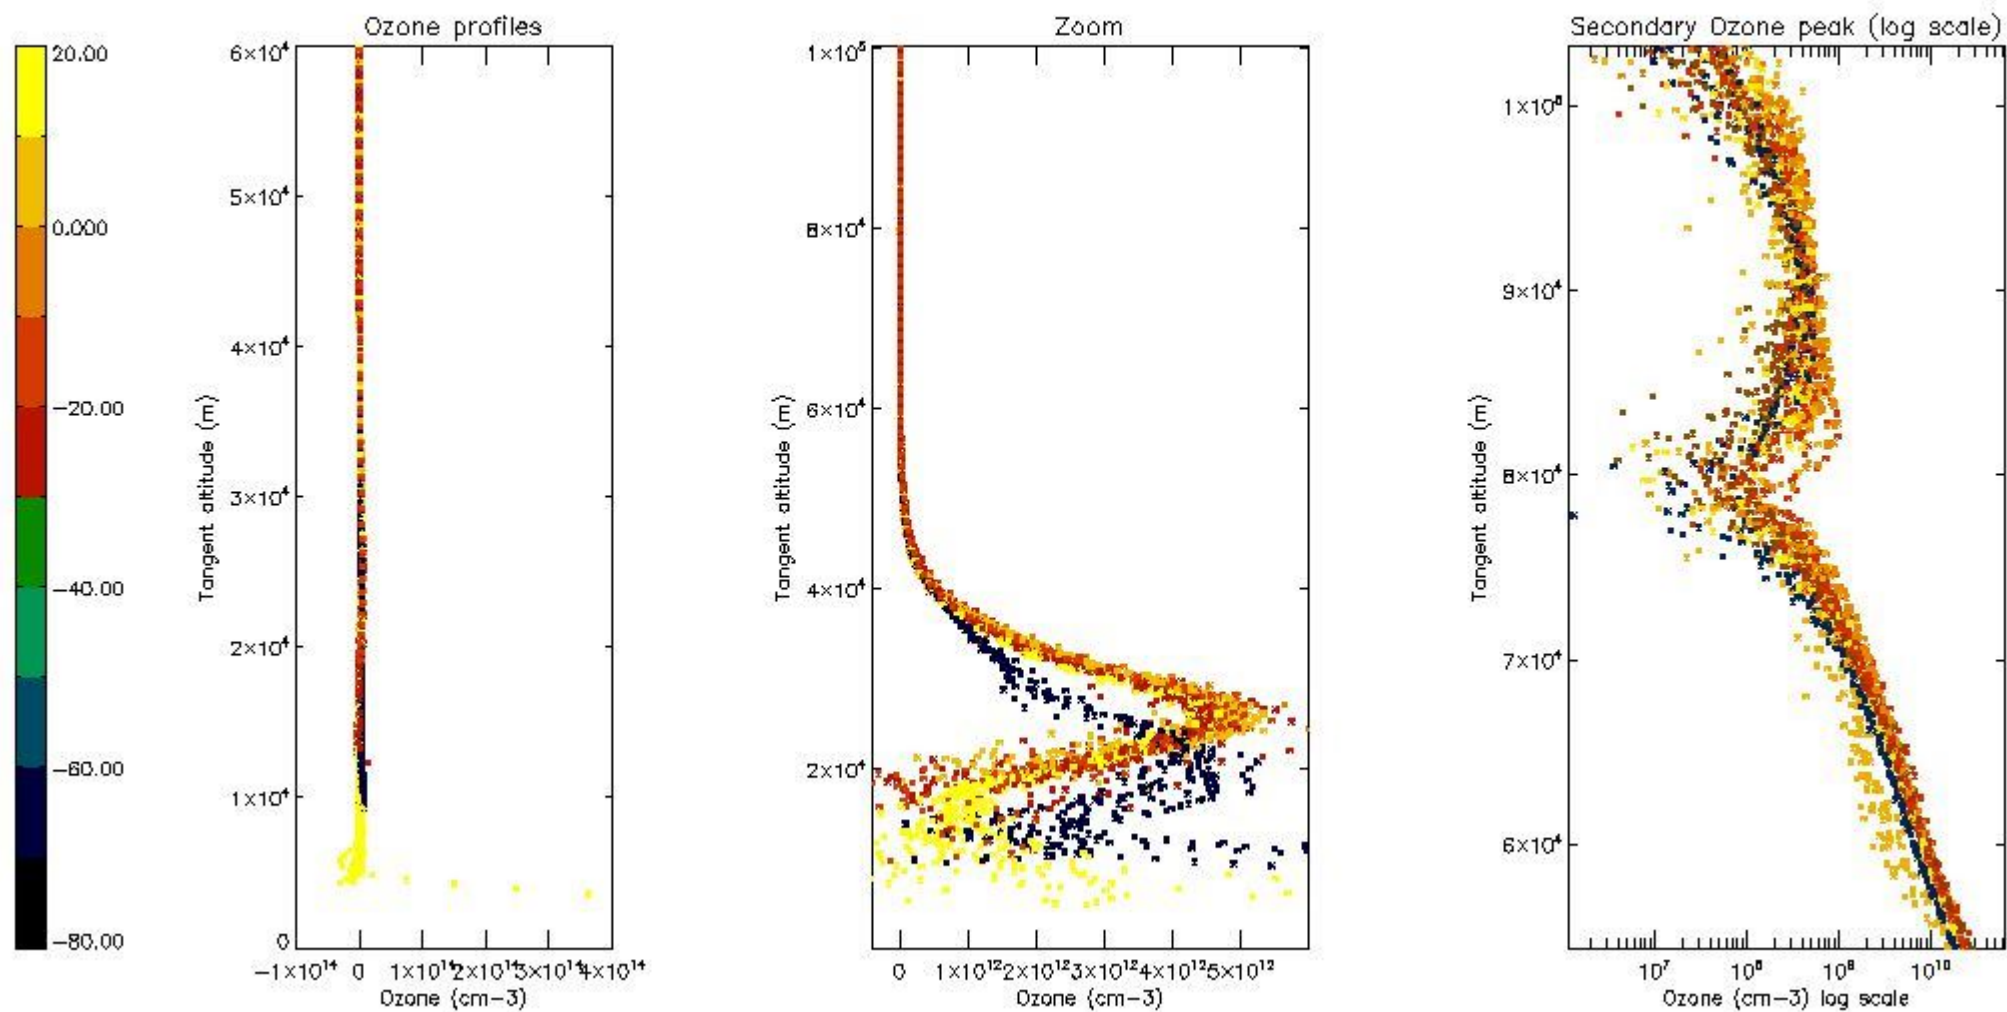 Ozone profiles
Zoom
Secondary Ozone peak (log scale)
20.00
0.000
−20.00
−40.00
−60.00
−80.00
6×10⁴
5×10⁴
4×10⁴
3×10⁴
2×10⁴
1×10⁴
0
Tangent altitude (m)
−1×10¹⁴ 0 1×10¹⁴ 2×10¹⁴ 3×10¹⁴ 4×10¹⁴
Ozone (cm−3)
1×10⁵
8×10⁴
6×10⁴
4×10⁴
2×10⁴
Tangent altitude (m)
0 1×10¹² 2×10¹² 3×10¹² 4×10¹² 5×10¹²
Ozone (cm−3)
1×10⁵
9×10⁴
8×10⁴
7×10⁴
6×10⁴
Tangent altitude (m)
10⁷ 10⁸ 10⁹ 10¹⁰
Ozone (cm−3) log scale